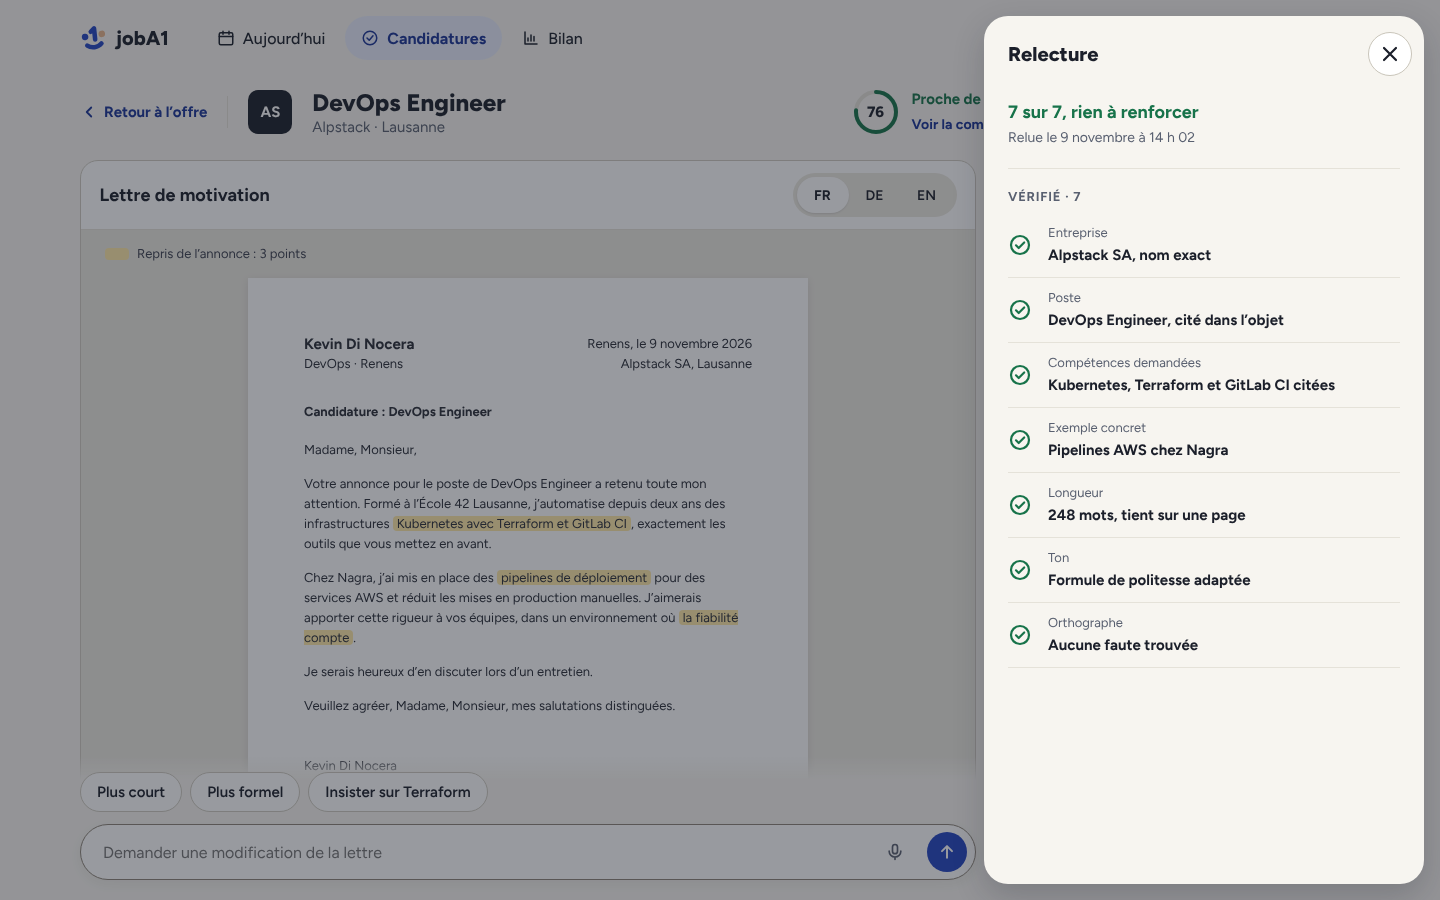 jobA1
Aujourd’hui
Candidatures
Bilan
Retour à l’offre
AS
DevOps Engineer
Alpstack · Lausanne
76
Proche de
Voir la com
Lettre de motivation
FR
DE
EN
Repris de l’annonce : 3 points
Kevin Di Nocera
Renens, le 9 novembre 2026
DevOps · Renens
Alpstack SA, Lausanne
Candidature : DevOps Engineer
Madame, Monsieur,
Votre annonce pour le poste de DevOps Engineer a retenu toute mon
attention. Formé à l’École 42 Lausanne, j’automatise depuis deux ans des
infrastructures Kubernetes avec Terraform et GitLab CI, exactement les
outils que vous mettez en avant.
Chez Nagra, j’ai mis en place des pipelines de déploiement pour des
services AWS et réduit les mises en production manuelles. J’aimerais
apporter cette rigueur à vos équipes, dans un environnement où la fiabilité
compte.
Je serais heureux d’en discuter lors d’un entretien.
Veuillez agréer, Madame, Monsieur, mes salutations distinguées.
Kevin Di Nocera
Plus court
Plus formel
Insister sur Terraform
Demander une modification de la lettre
Relecture
7 sur 7, rien à renforcer
Relue le 9 novembre à 14 h 02
VÉRIFIÉ · 7
Entreprise
Alpstack SA, nom exact
Poste
DevOps Engineer, cité dans l’objet
Compétences demandées
Kubernetes, Terraform et GitLab CI citées
Exemple concret
Pipelines AWS chez Nagra
Longueur
248 mots, tient sur une page
Ton
Formule de politesse adaptée
Orthographe
Aucune faute trouvée